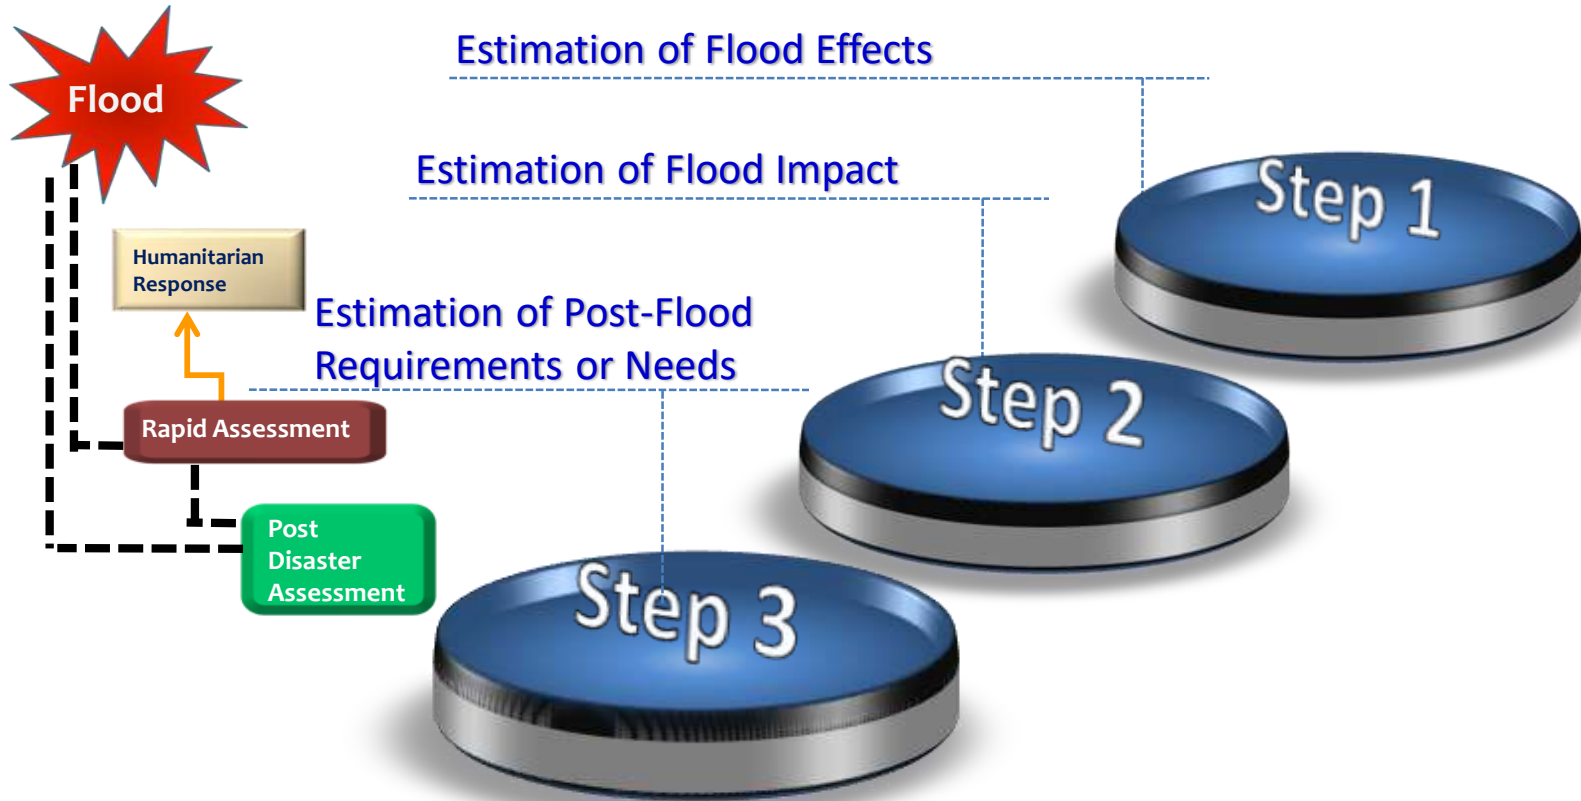 Estimation of Flood Effects
Flood
Estimation of Flood Impact
Step 1
Humanitarian
Response
Estimation of Post-Flood
Requirements or Needs
Step 2
Rapid Assessment
Post
Disaster
Assessment
Step 3